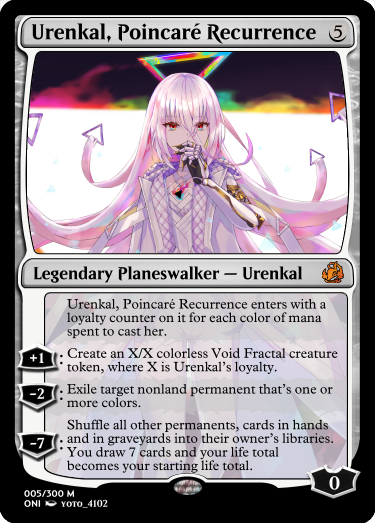 Urenkal, Poincaré Recurrence 5
Legendary Planeswalker — Urenkal
Urenkal, Poincaré Recurrence enters with a
loyalty counter on it for each color of mana
spent to cast her.
+1: Create an X/X colorless Void Fractal creature
token, where X is Urenkal's loyalty.
-2: Exile target nonland permanent that's one or
more colors.
Shuffle all other permanents, cards in hands
-7: and in graveyards into their owner's libraries.
You draw 7 cards and your life total
becomes your starting life total.
0
005/300 M
ONI YOTO_4102